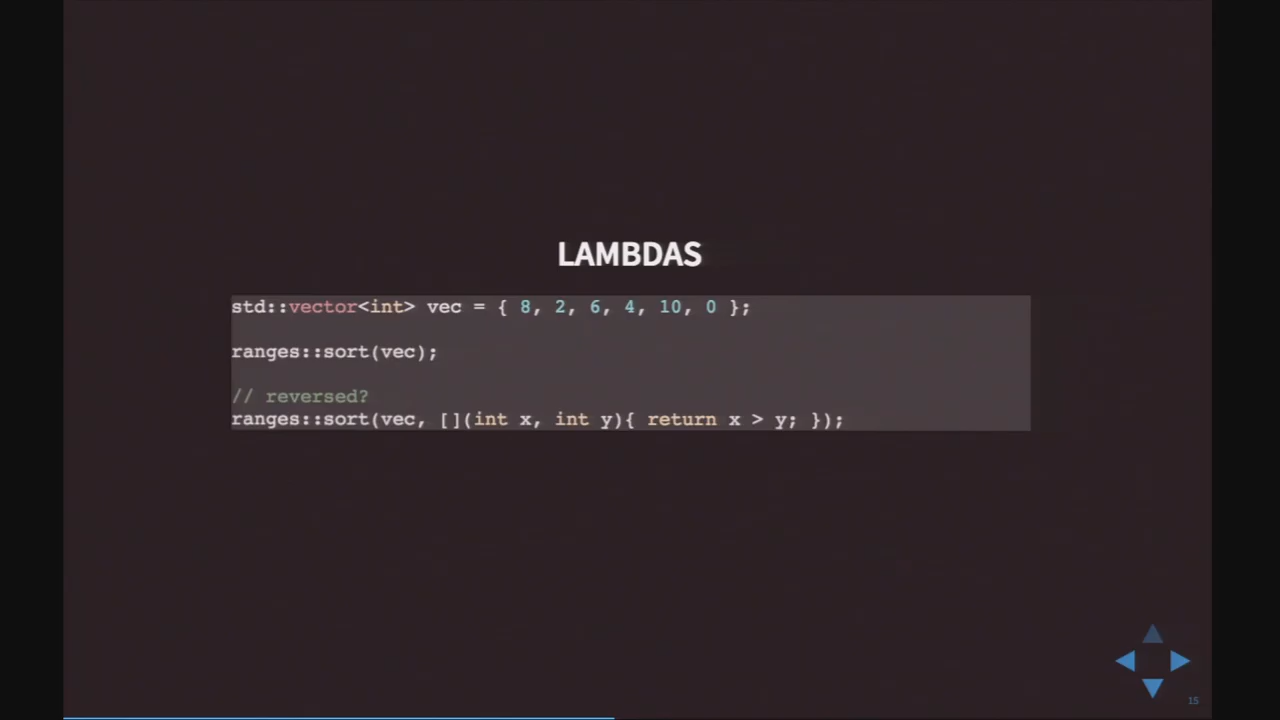 LAMBDAS
std::vector<int> vec = { 8, 2, 6, 4, 10, 0 };
ranges::sort(vec);
// reversed?
ranges::sort(vec, [](int x, int y){ return x > y; });
15